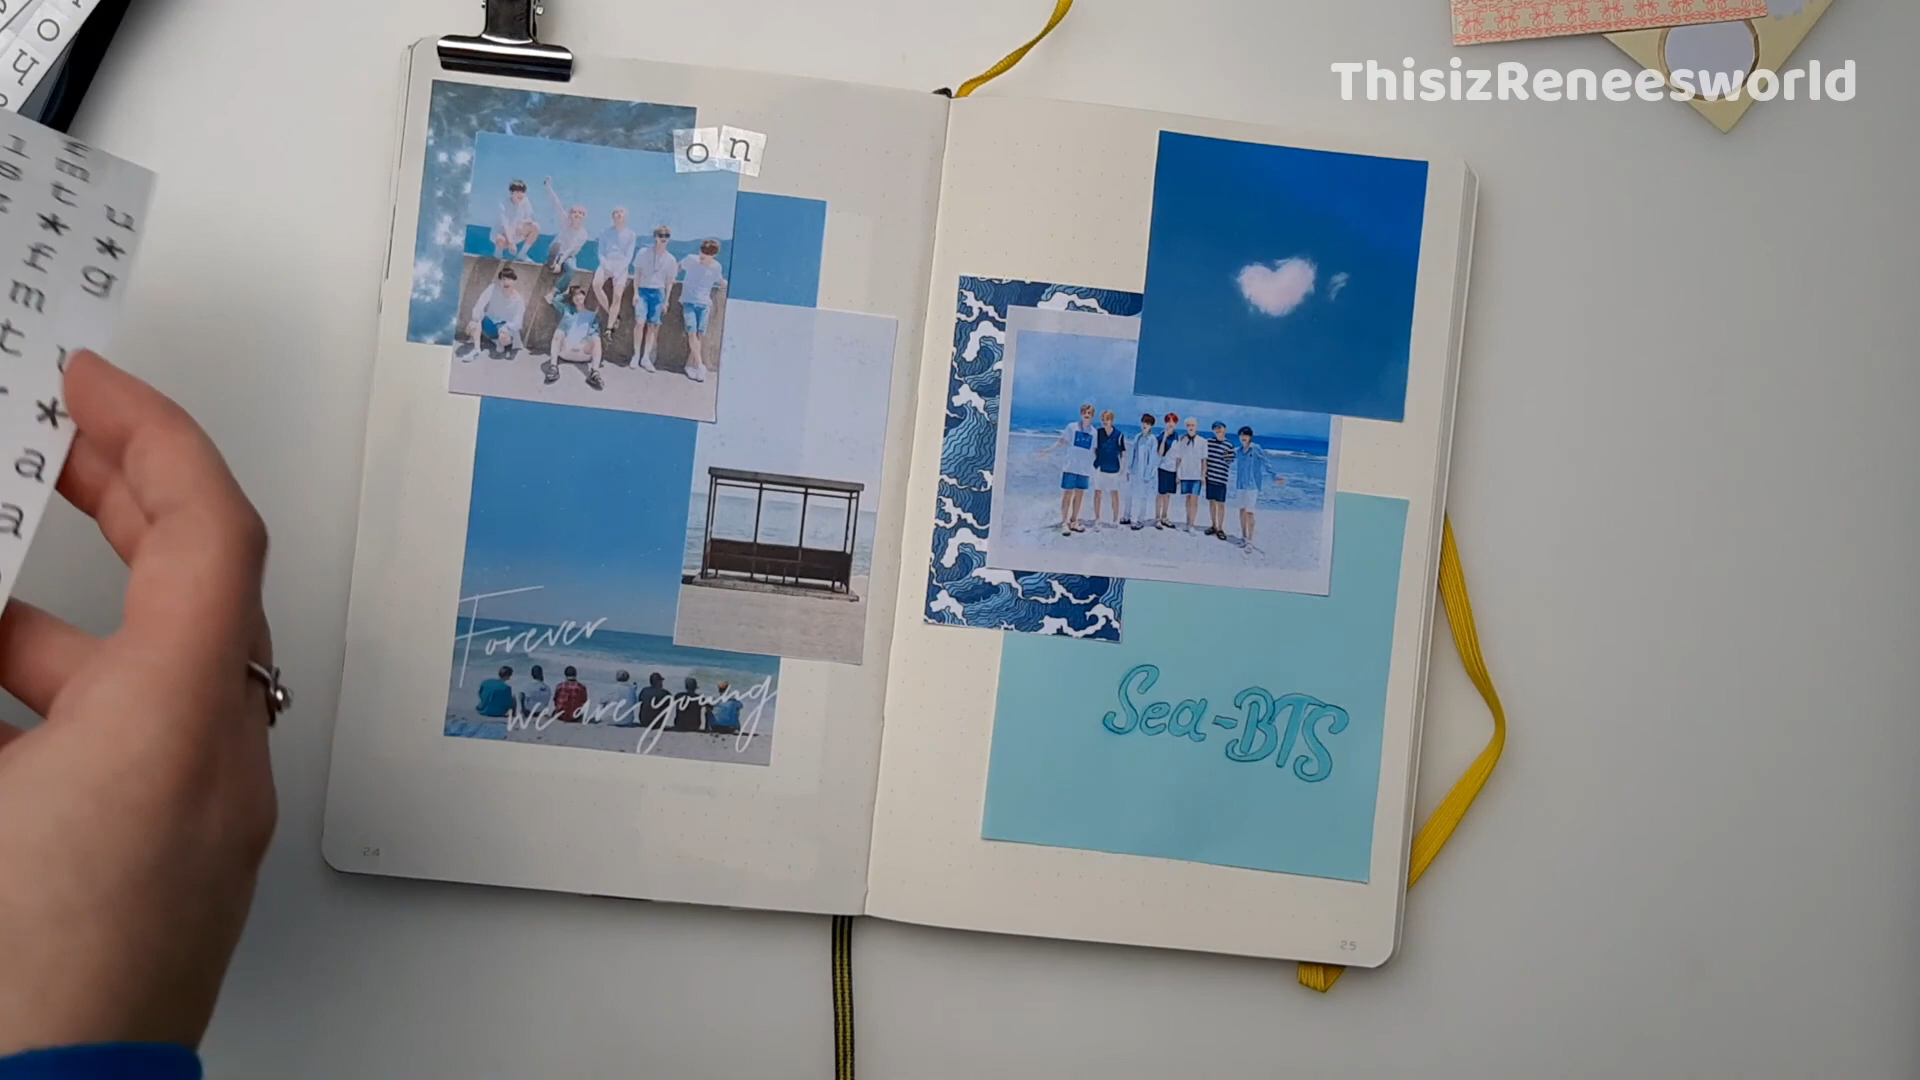 ThisizReneesworld
on
Forever
we are young
Sea-BTS
24
25